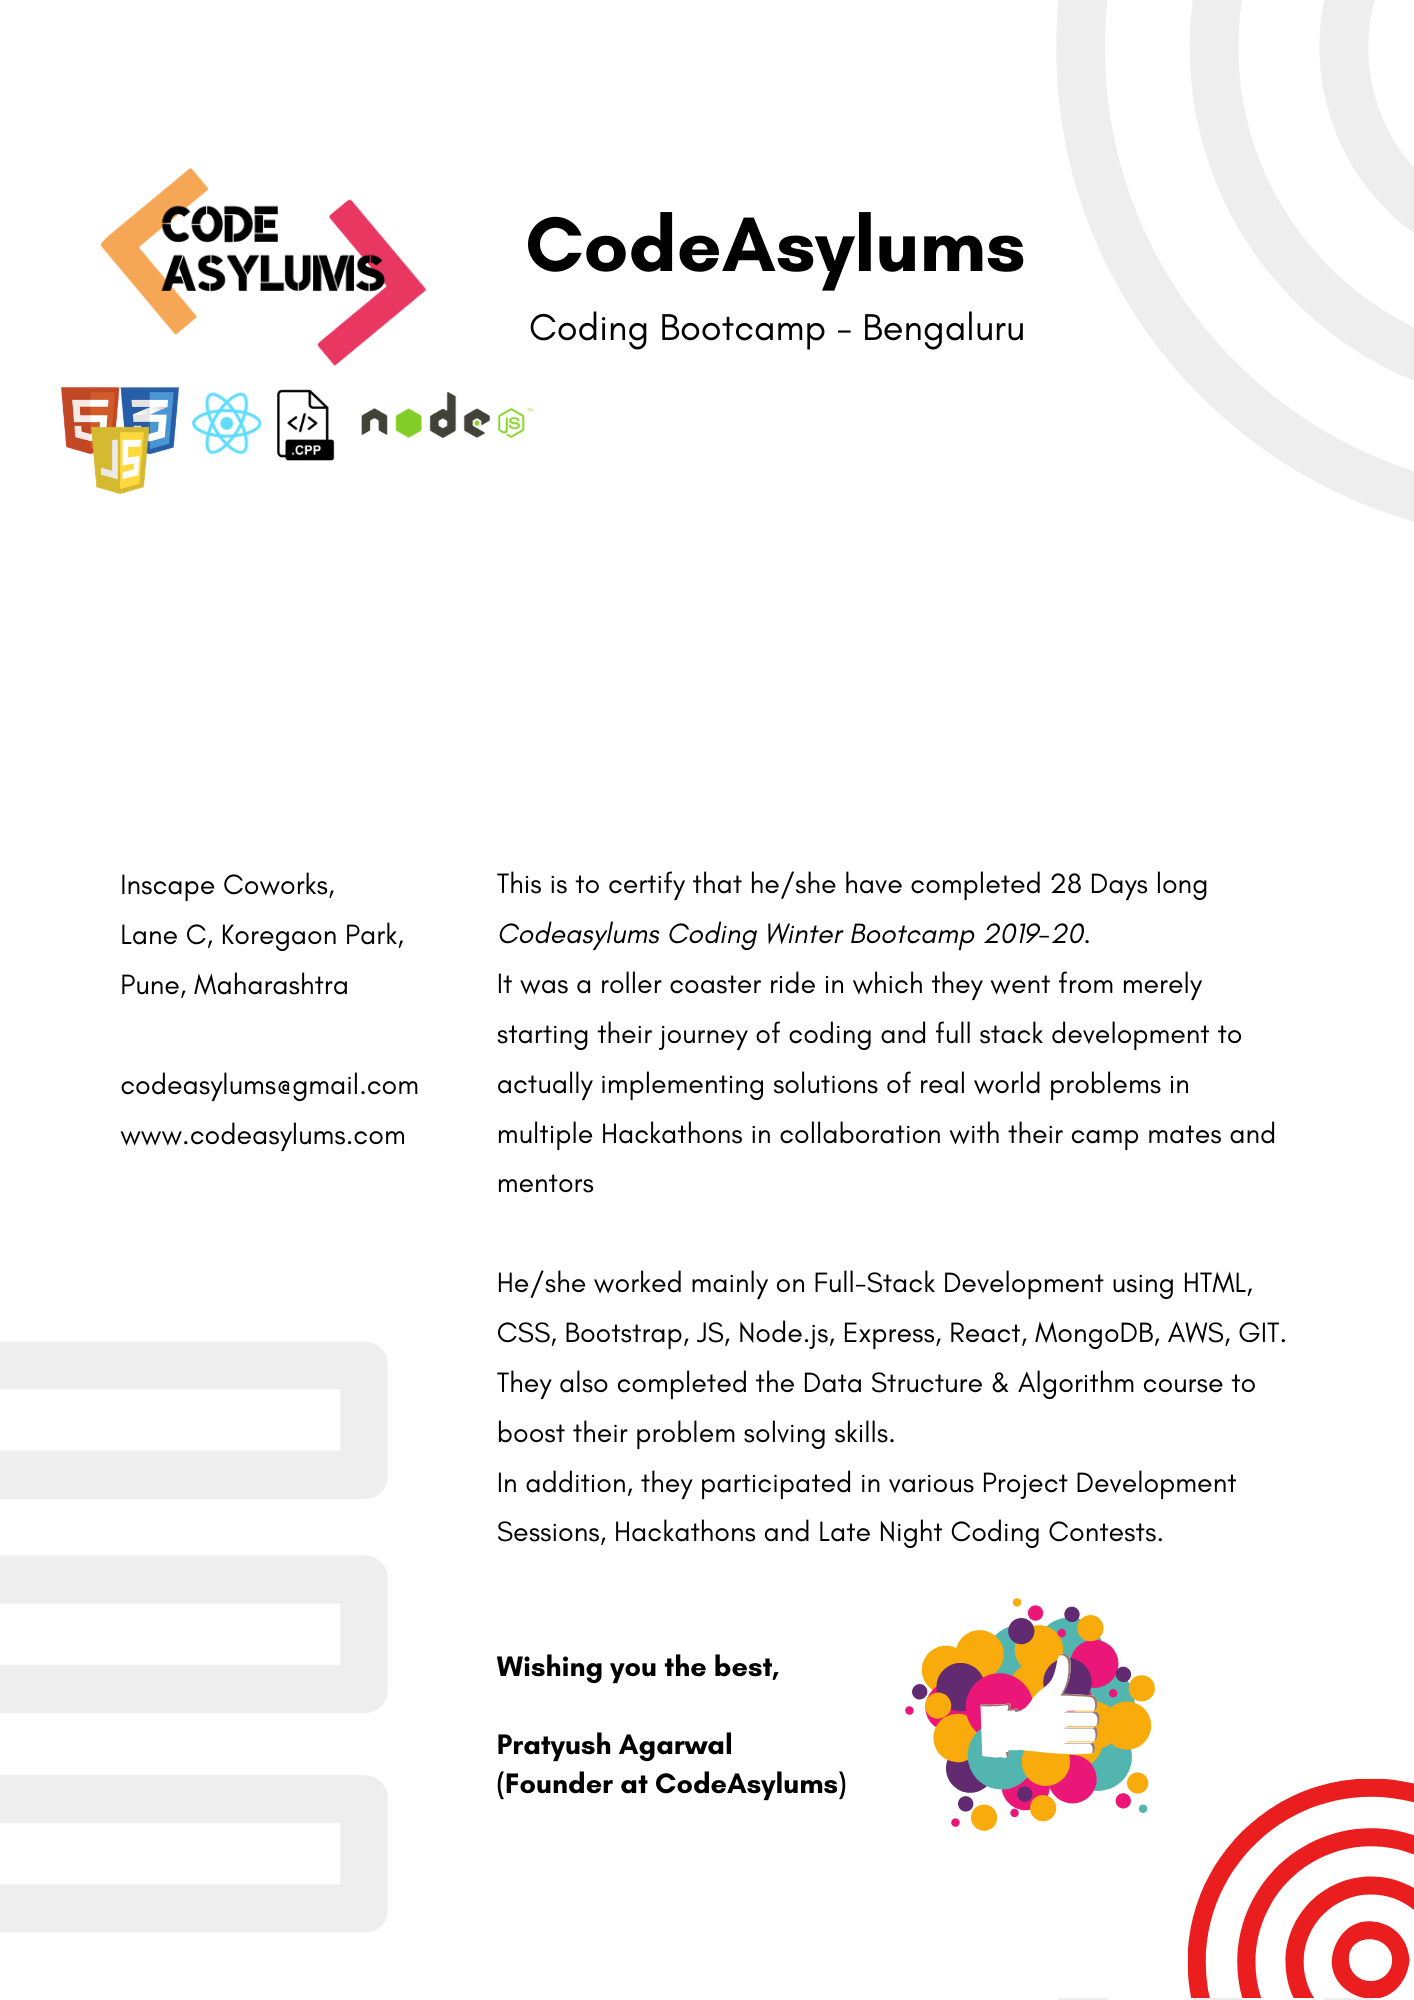 CODE
ASYLUMS
CodeAsylums
Coding Bootcamp - Bengaluru
5 3
JS
</>
.CPP
node
JS
™
Inscape Coworks,
Lane C, Koregaon Park,
Pune, Maharashtra
codeasylums@gmail.com
www.codeasylums.com
This is to certify that he/she have completed 28 Days long
Codeasylums Coding Winter Bootcamp 2019-20.
It was a roller coaster ride in which they went from merely
starting their journey of coding and full stack development to
actually implementing solutions of real world problems in
multiple Hackathons in collaboration with their camp mates and
mentors
He/she worked mainly on Full-Stack Development using HTML,
CSS, Bootstrap, JS, Node.js, Express, React, MongoDB, AWS, GIT.
They also completed the Data Structure & Algorithm course to
boost their problem solving skills.
In addition, they participated in various Project Development
Sessions, Hackathons and Late Night Coding Contests.
Wishing you the best,
Pratyush Agarwal
(Founder at CodeAsylums)